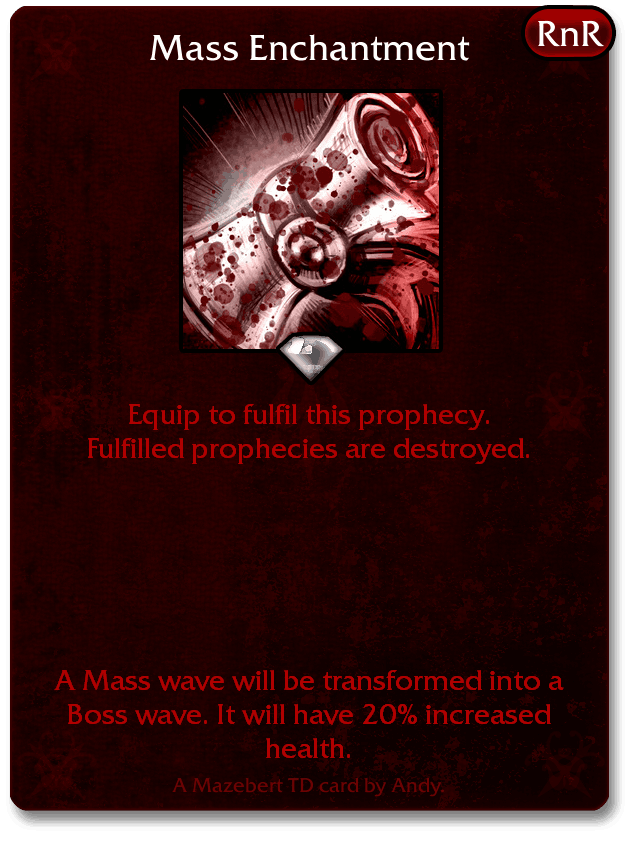 Mass Enchantment
RnR
Equip to fulfil this prophecy.
Fulfilled prophecies are destroyed.
A Mass wave will be transformed into a
Boss wave. It will have 20% increased
health.
A Mazebert TD card by Andy.